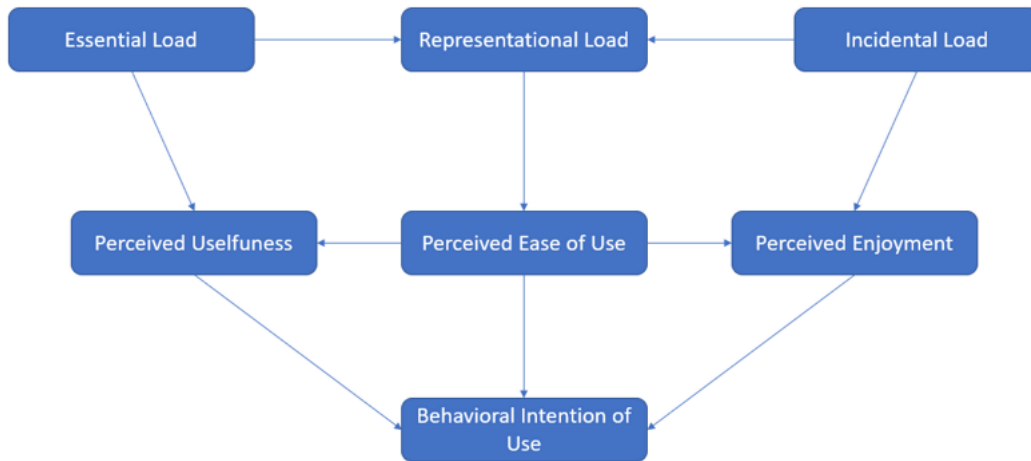 Essential Load
Representational Load
Incidental Load
Perceived Uselfuness
Perceived Ease of Use
Perceived Enjoyment
Behavioral Intention of
Use